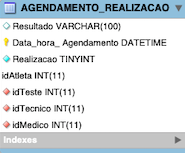 AGENDAMENTO_REALIZACAO
Resultado VARCHAR(100)
Data_hora_ Agendamento DATETIME
Realizacao TINYINT
idAtleta INT(11)
idTeste INT(11)
idTecnico INT(11)
idMedico INT(11)
Indexes